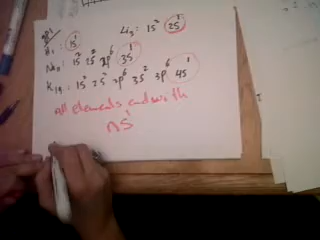 H₁: 1s¹ Li₃: 1s² 2s¹
Na₁₁: 1s² 2s² 2p⁶ 3s¹
K₁₉: 1s² 2s² 2p⁶ 3s² 3p⁶ 4s¹
All elements end with
ns¹